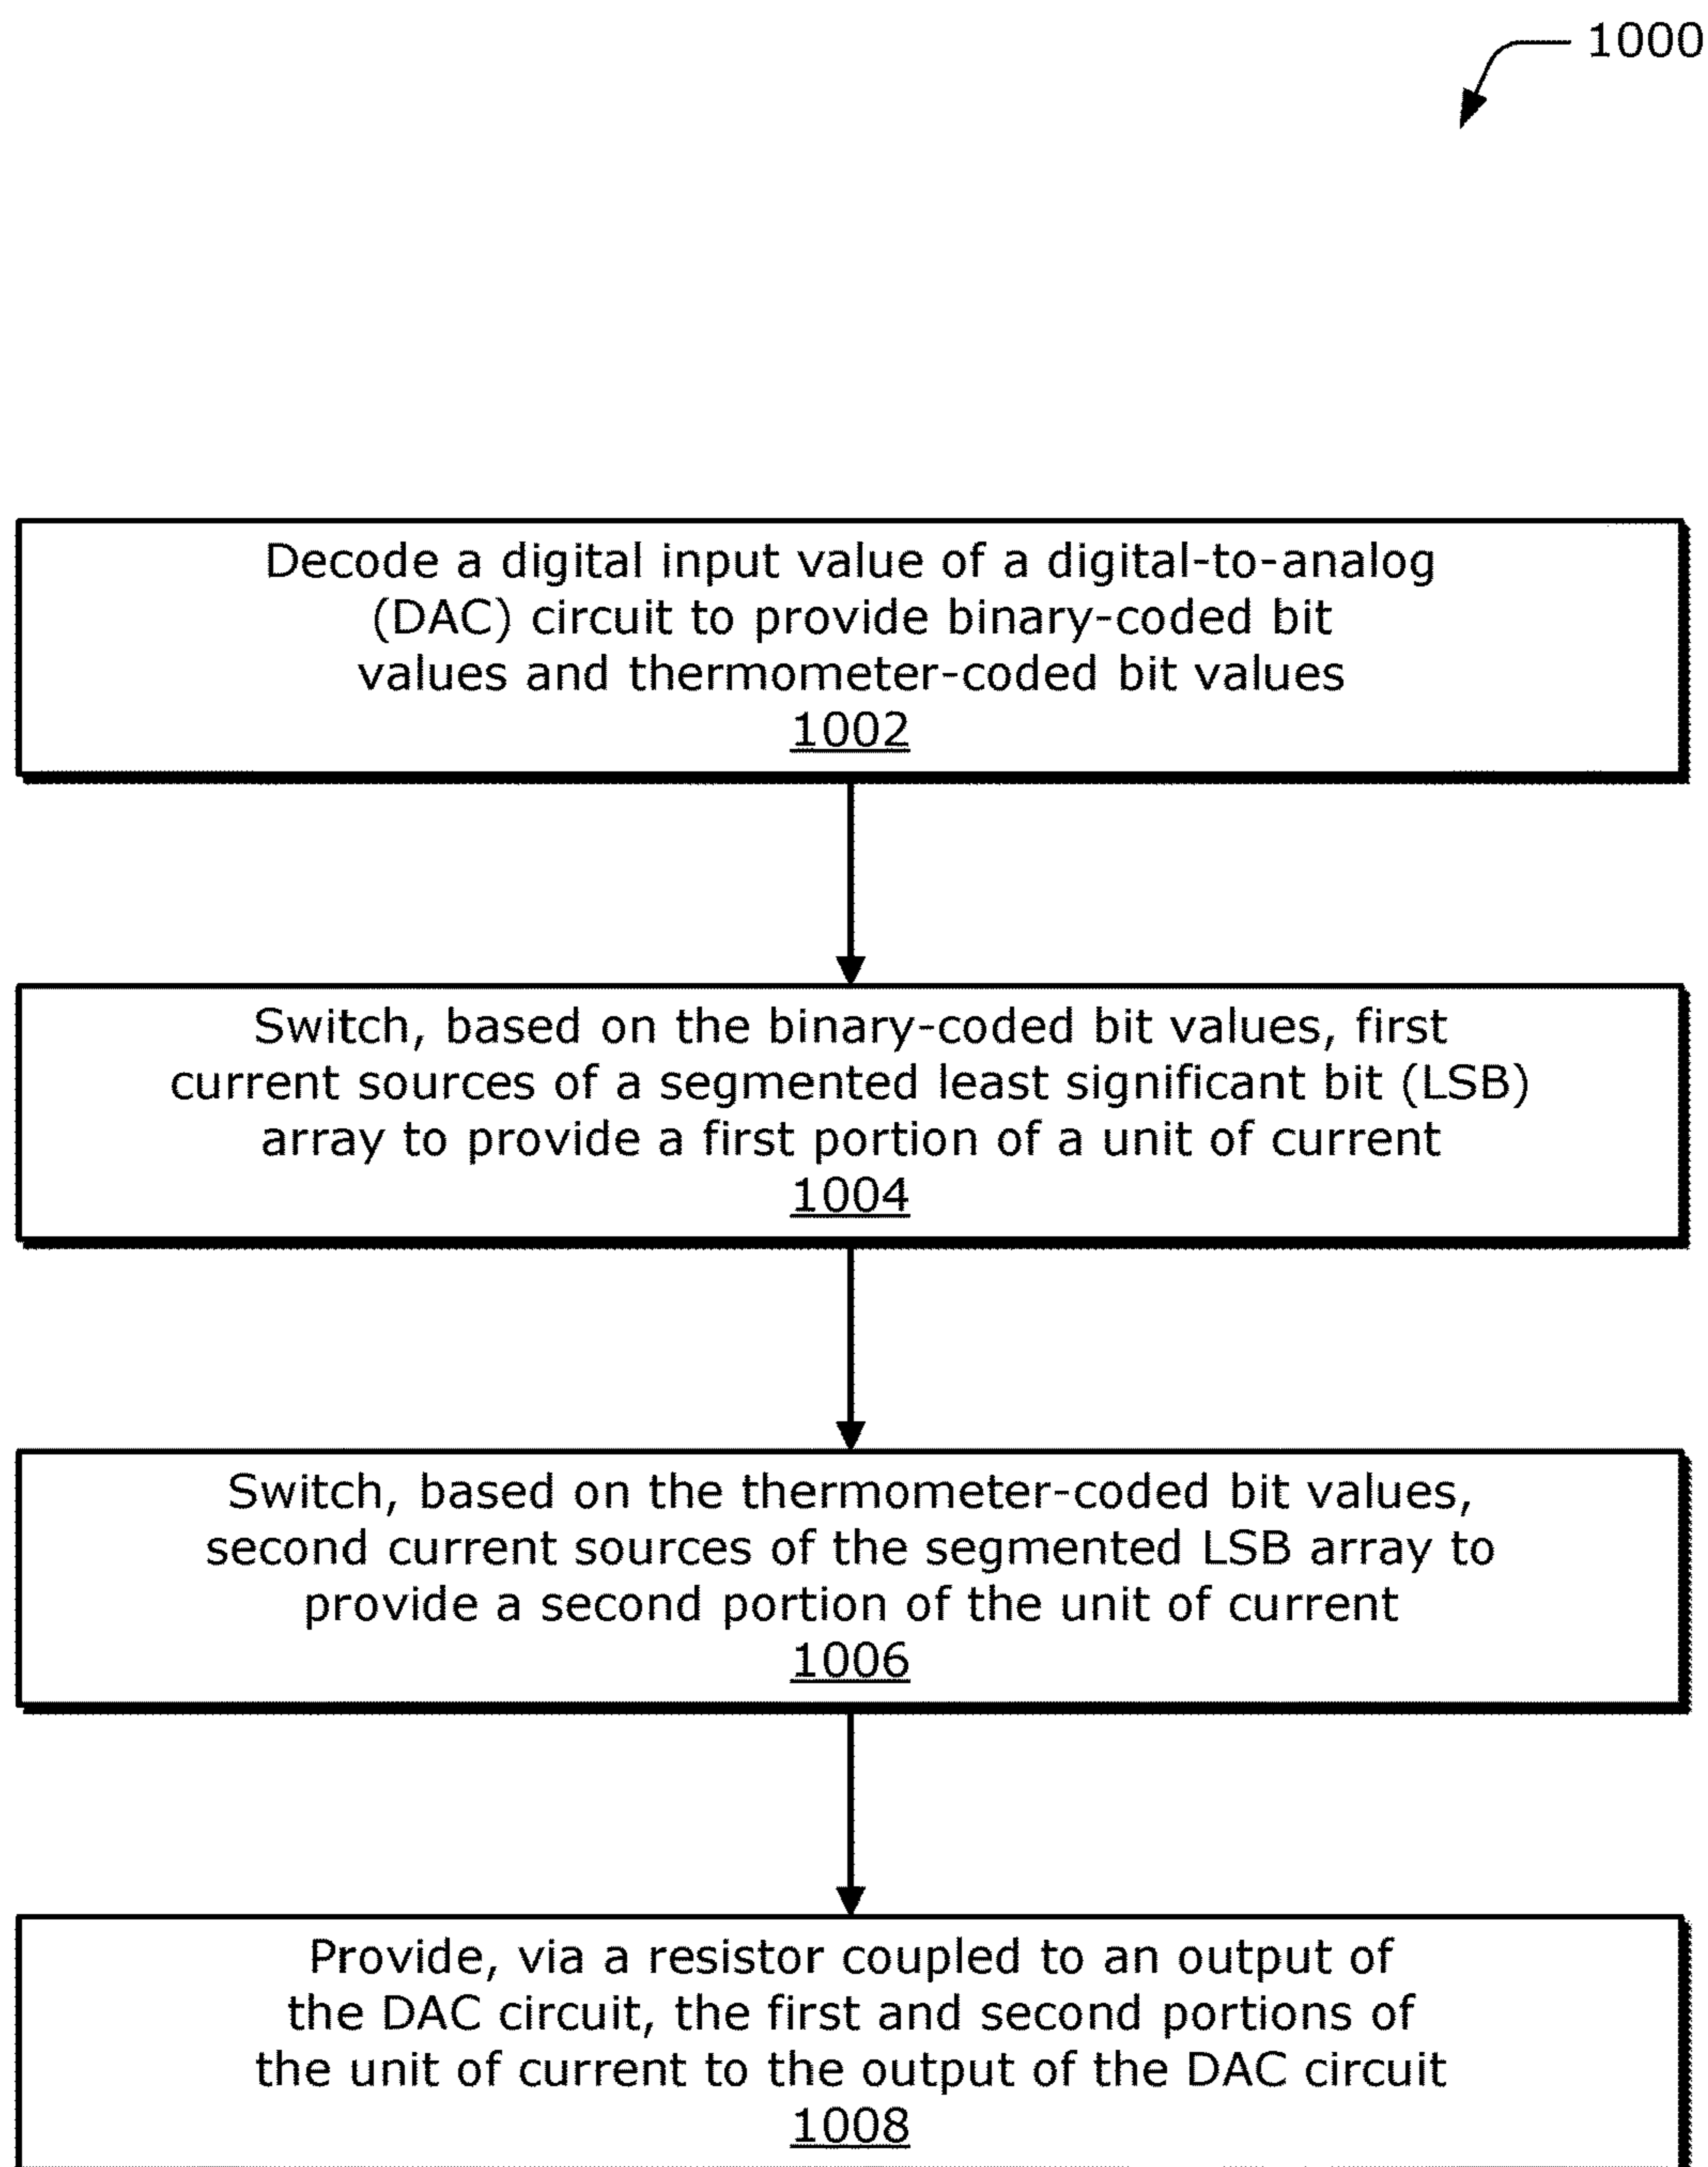 1000
Decode a digital input value of a digital-to-analog
(DAC) circuit to provide binary-coded bit
values and thermometer-coded bit values
1002
Switch, based on the binary-coded bit values, first
current sources of a segmented least significant bit (LSB)
array to provide a first portion of a unit of current
1004
Switch, based on the thermometer-coded bit values,
second current sources of the segmented LSB array to
provide a second portion of the unit of current
1006
Provide, via a resistor coupled to an output of
the DAC circuit, the first and second portions of
the unit of current to the output of the DAC circuit
1008